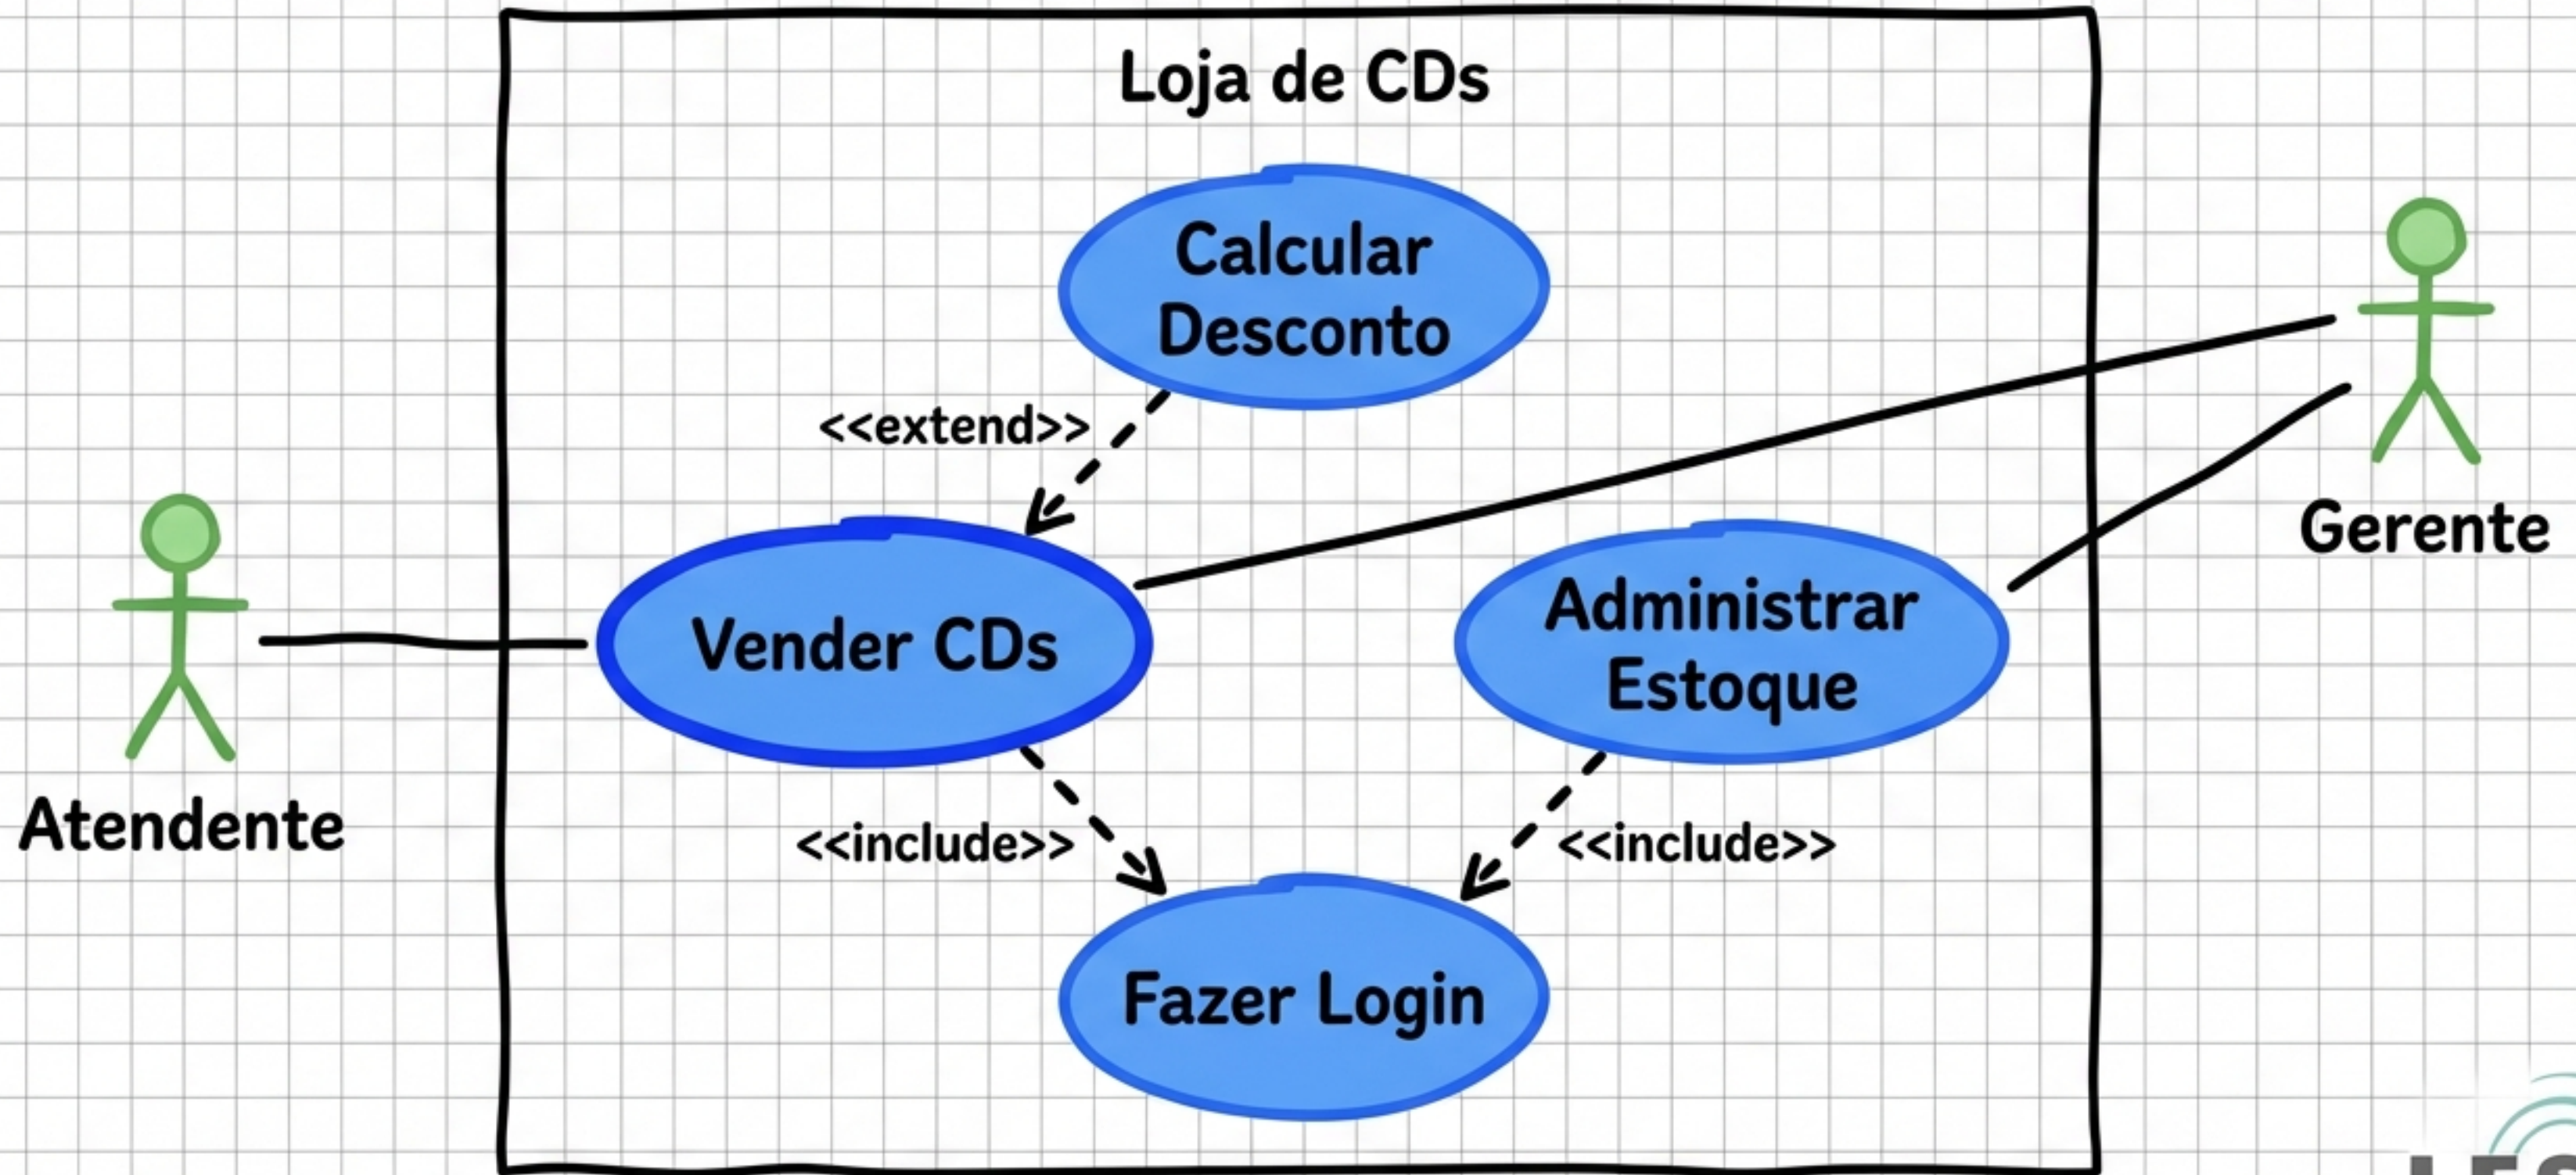 Loja de CDs
Calcular
Desconto
<<extend>>
Gerente
Vender CDs
Administrar
Estoque
Atendente
<<include>>
<<include>>
Fazer Login